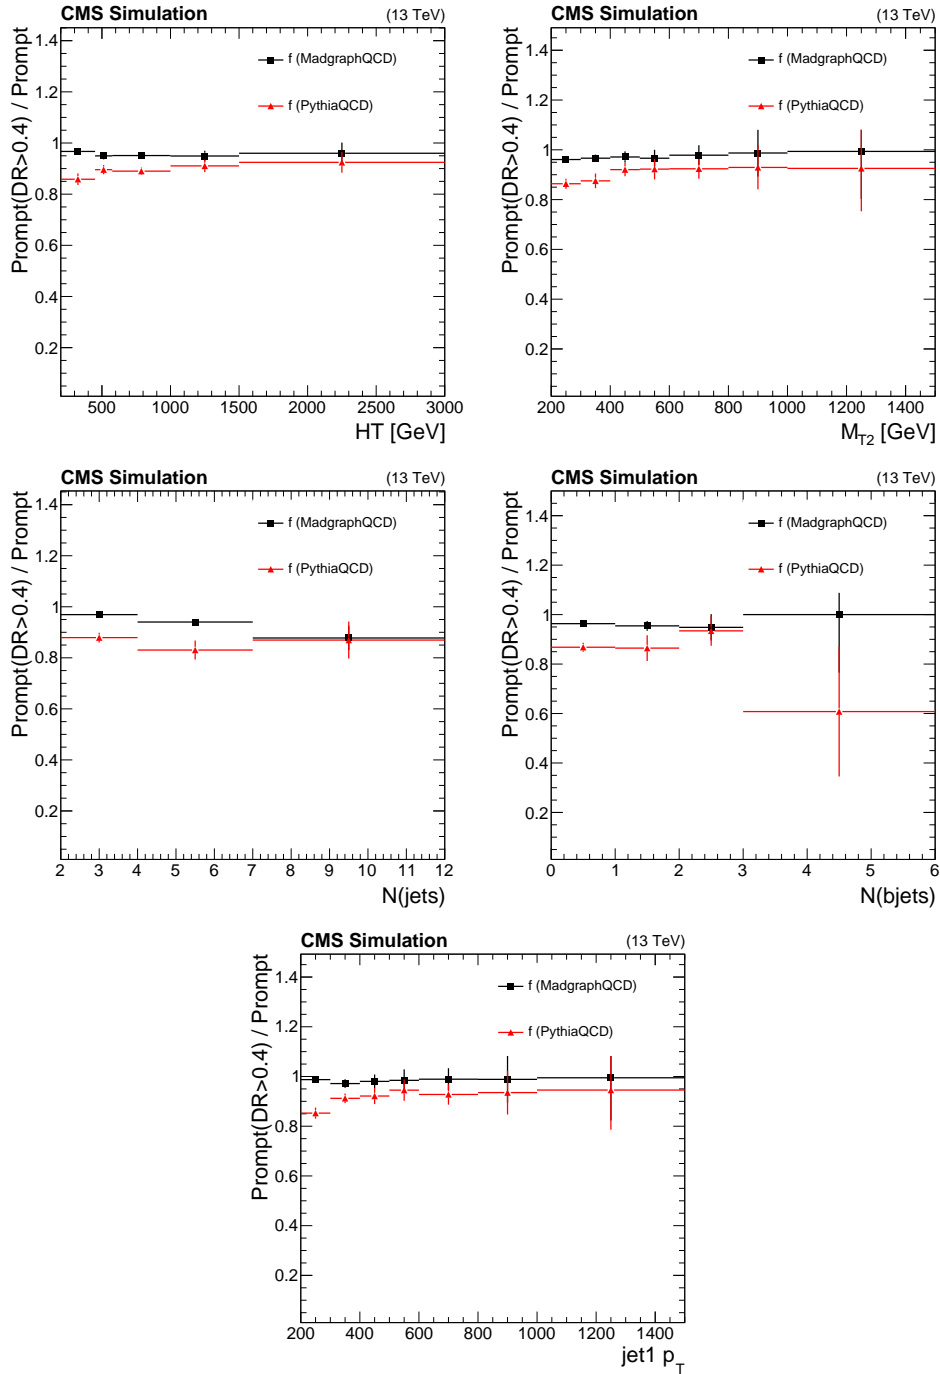 CMS Simulation (13 TeV)
Prompt(DR>0.4) / Prompt
1.4
1.2
1
0.8
0.6
0.4
0.2
f (MadgraphQCD)
f (PythiaQCD)
500 1000 1500 2000 2500 3000
HT [GeV]
CMS Simulation (13 TeV)
Prompt(DR>0.4) / Prompt
1.4
1.2
1
0.8
0.6
0.4
0.2
f (MadgraphQCD)
f (PythiaQCD)
200 400 600 800 1000 1200 1400
M_T2 [GeV]
CMS Simulation (13 TeV)
Prompt(DR>0.4) / Prompt
1.4
1.2
1
0.8
0.6
0.4
0.2
f (MadgraphQCD)
f (PythiaQCD)
2 3 4 5 6 7 8 9 10 11 12
N(jets)
CMS Simulation (13 TeV)
Prompt(DR>0.4) / Prompt
1.4
1.2
1
0.8
0.6
0.4
0.2
f (MadgraphQCD)
f (PythiaQCD)
0 1 2 3 4 5 6
N(bjets)
CMS Simulation (13 TeV)
Prompt(DR>0.4) / Prompt
1.4
1.2
1
0.8
0.6
0.4
0.2
f (MadgraphQCD)
f (PythiaQCD)
200 400 600 800 1000 1200 1400
jet1 p_T